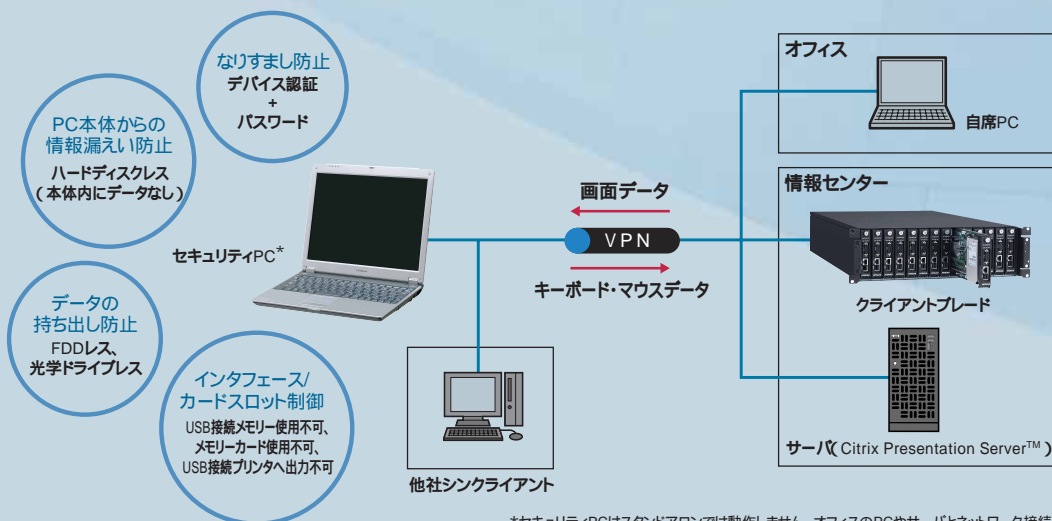 なりすまし防止
デバイス認証
+
パスワード
PC本体からの
情報漏えい防止
ハードディスクレス
(本体内にデータなし)
セキュリティPC*
データの
持ち出し防止
FDDレス、
光学ドライブレス
インタフェース/
カードスロット制御
USB接続メモリー使用不可、
メモリーカード使用不可、
USB接続プリンタへ出力不可
他社シンクライアント
画面データ
VPN
キーボード・マウスデータ
オフィス
自席PC
情報センター
クライアントブレード
サーバ(Citrix Presentation Server™)